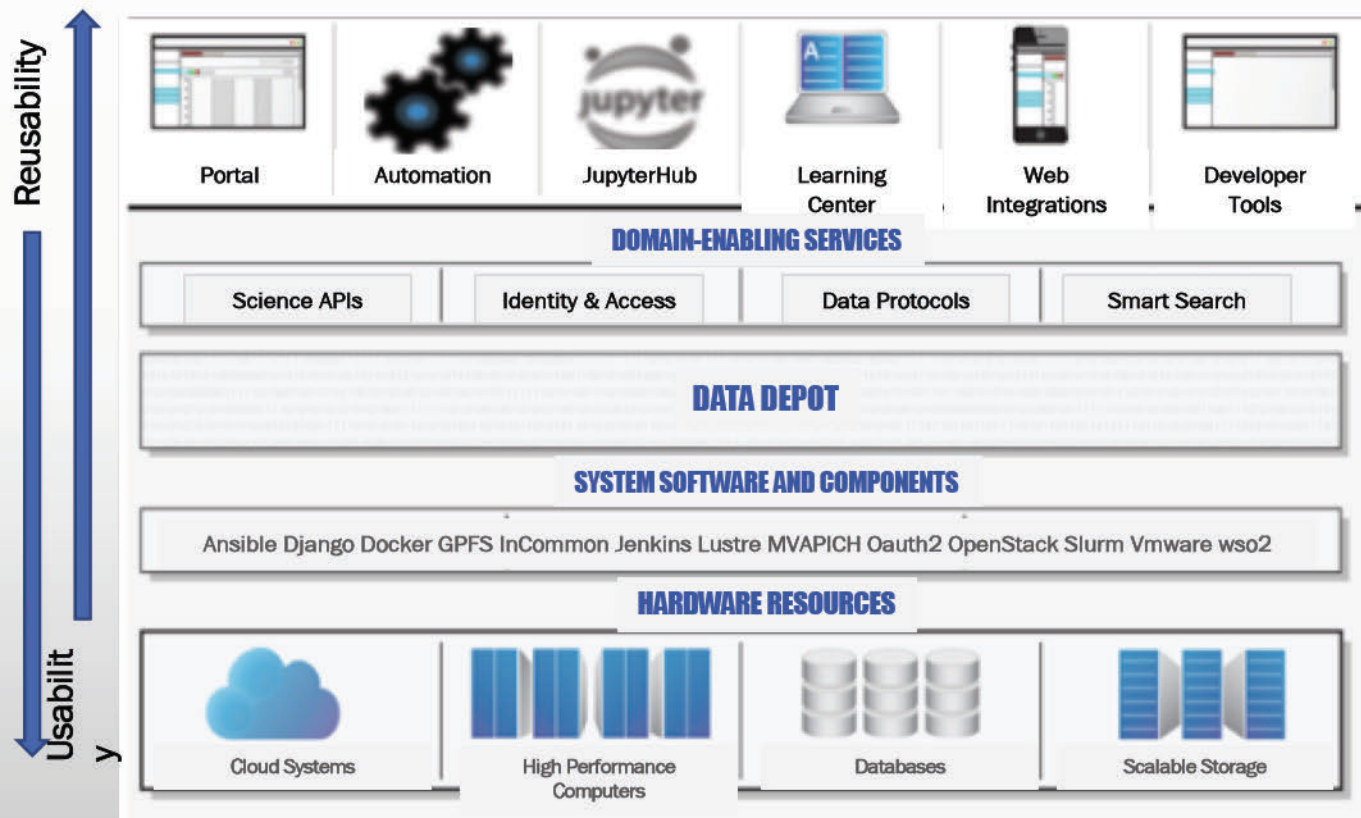 Reusability
jupyter
A
Portal
Automation
JupyterHub
Learning
Center
Web
Integrations
Developer
Tools
DOMAIN-ENABLING SERVICES
Science APIs
Identity & Access
Data Protocols
Smart Search
DATA DEPOT
SYSTEM SOFTWARE AND COMPONENTS
Ansible Django Docker GPFS InCommon Jenkins Lustre MVAPICH Oauth2 OpenStack Slurm Vmware wso2
HARDWARE RESOURCES
Usabilit
y
Cloud Systems
High Performance
Computers
Databases
Scalable Storage